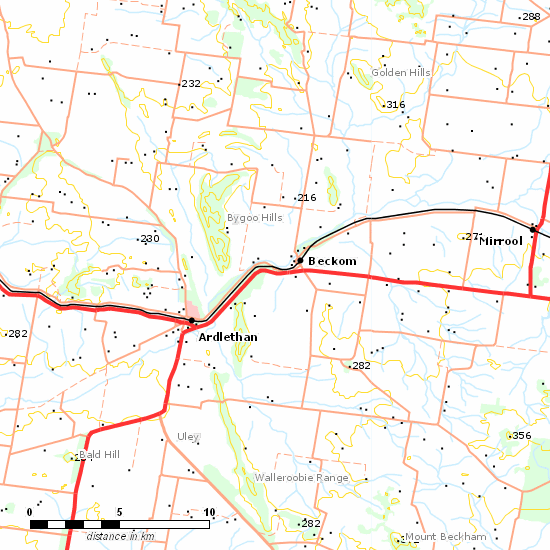 288
Golden Hills
232
316
216
Bygoo Hills
230
Mirrool
Beckom
282
Ardlethan
282
Uley
356
Bald Hill
Walleroobie Range
0 5 10
282
distance in km
Mount Beckham